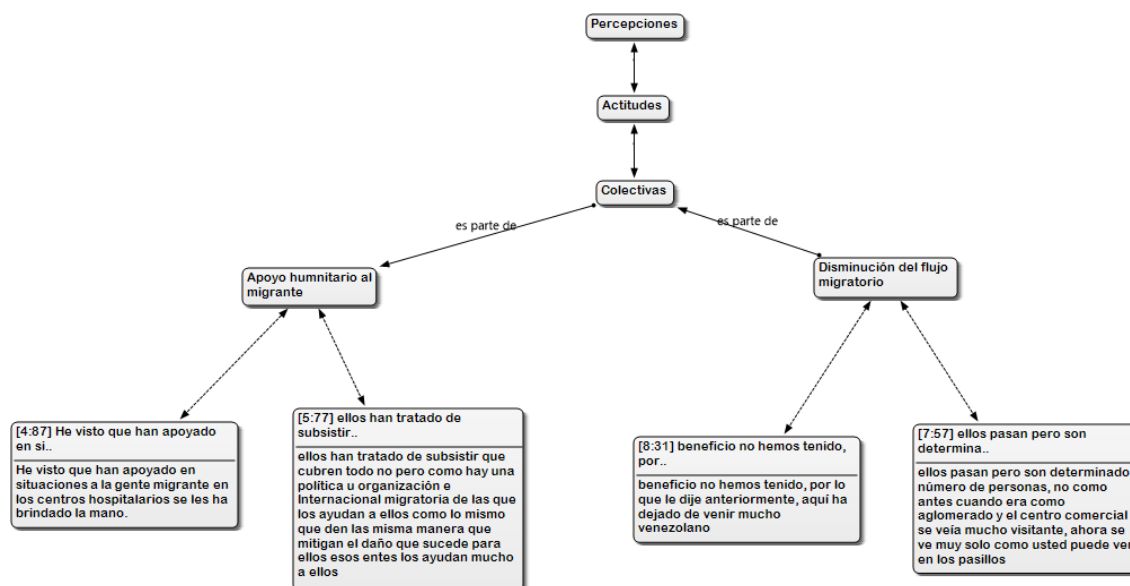 Percepciones
Actitudes
Colectivas
es parte de
es parte de
Apoyo humnitario al
migrante
Disminución del flujo
migratorio
[4:87] He visto que han apoyado
en si..
He visto que han apoyado en
situaciones a la gente migrante en
los centros hospitalarios se les ha
brindado la mano.
[5:77] ellos han tratado de
subsistir..
ellos han tratado de subsistir que
cubren todo no pero como hay una
política u organización e
Internacional migratoria de las que
los ayudan a ellos como lo mismo
que den las misma manera que
mitigan el daño que sucede para
ellos esos entes los ayudan mucho
a ellos
[8:31] beneficio no hemos tenido,
por..
beneficio no hemos tenido, por lo
que le dije anteriormente, aquí ha
dejado de venir mucho
venezolano
[7:57] ellos pasan pero son
determina..
ellos pasan pero son determinado
número de personas, no como
antes cuando era como
aglomerado y el centro comercial
se veía mucho visitante, ahora se
ve muy solo como usted puede ver
en los pasillos